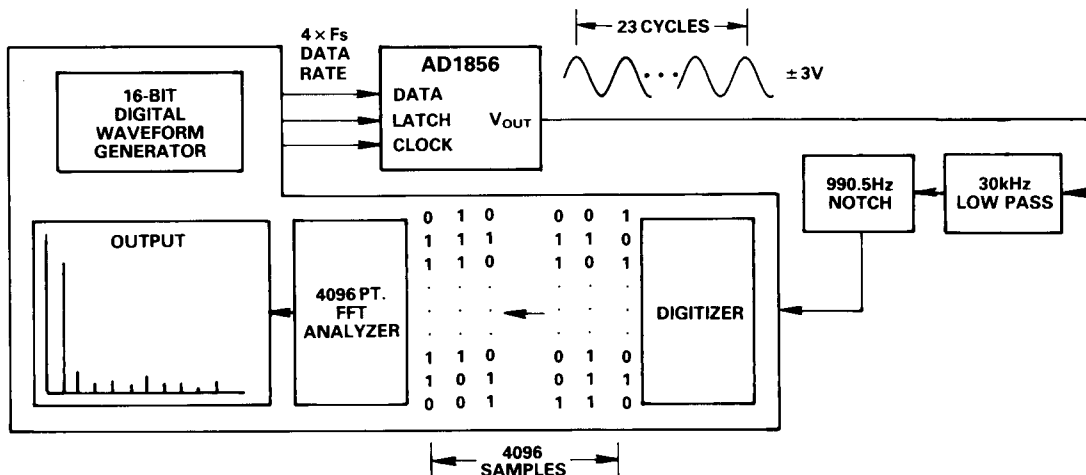 23 CYCLES
±3V
4 × Fs
DATA
RATE
AD1856
DATA
LATCH
CLOCK
VOUT
16-BIT
DIGITAL
WAVEFORM
GENERATOR
990.5Hz
NOTCH
30kHz
LOW PASS
OUTPUT
4096 PT.
FFT
ANALYZER
0 1 0 0 0 1
1 1 1 1 1 0
1 1 0 1 0 1
. . . . . .
. . . . . .
. . . . . .
1 1 0 0 1 0
1 0 1 0 1 1
0 0 1 1 1 0
DIGITIZER
4096
SAMPLES